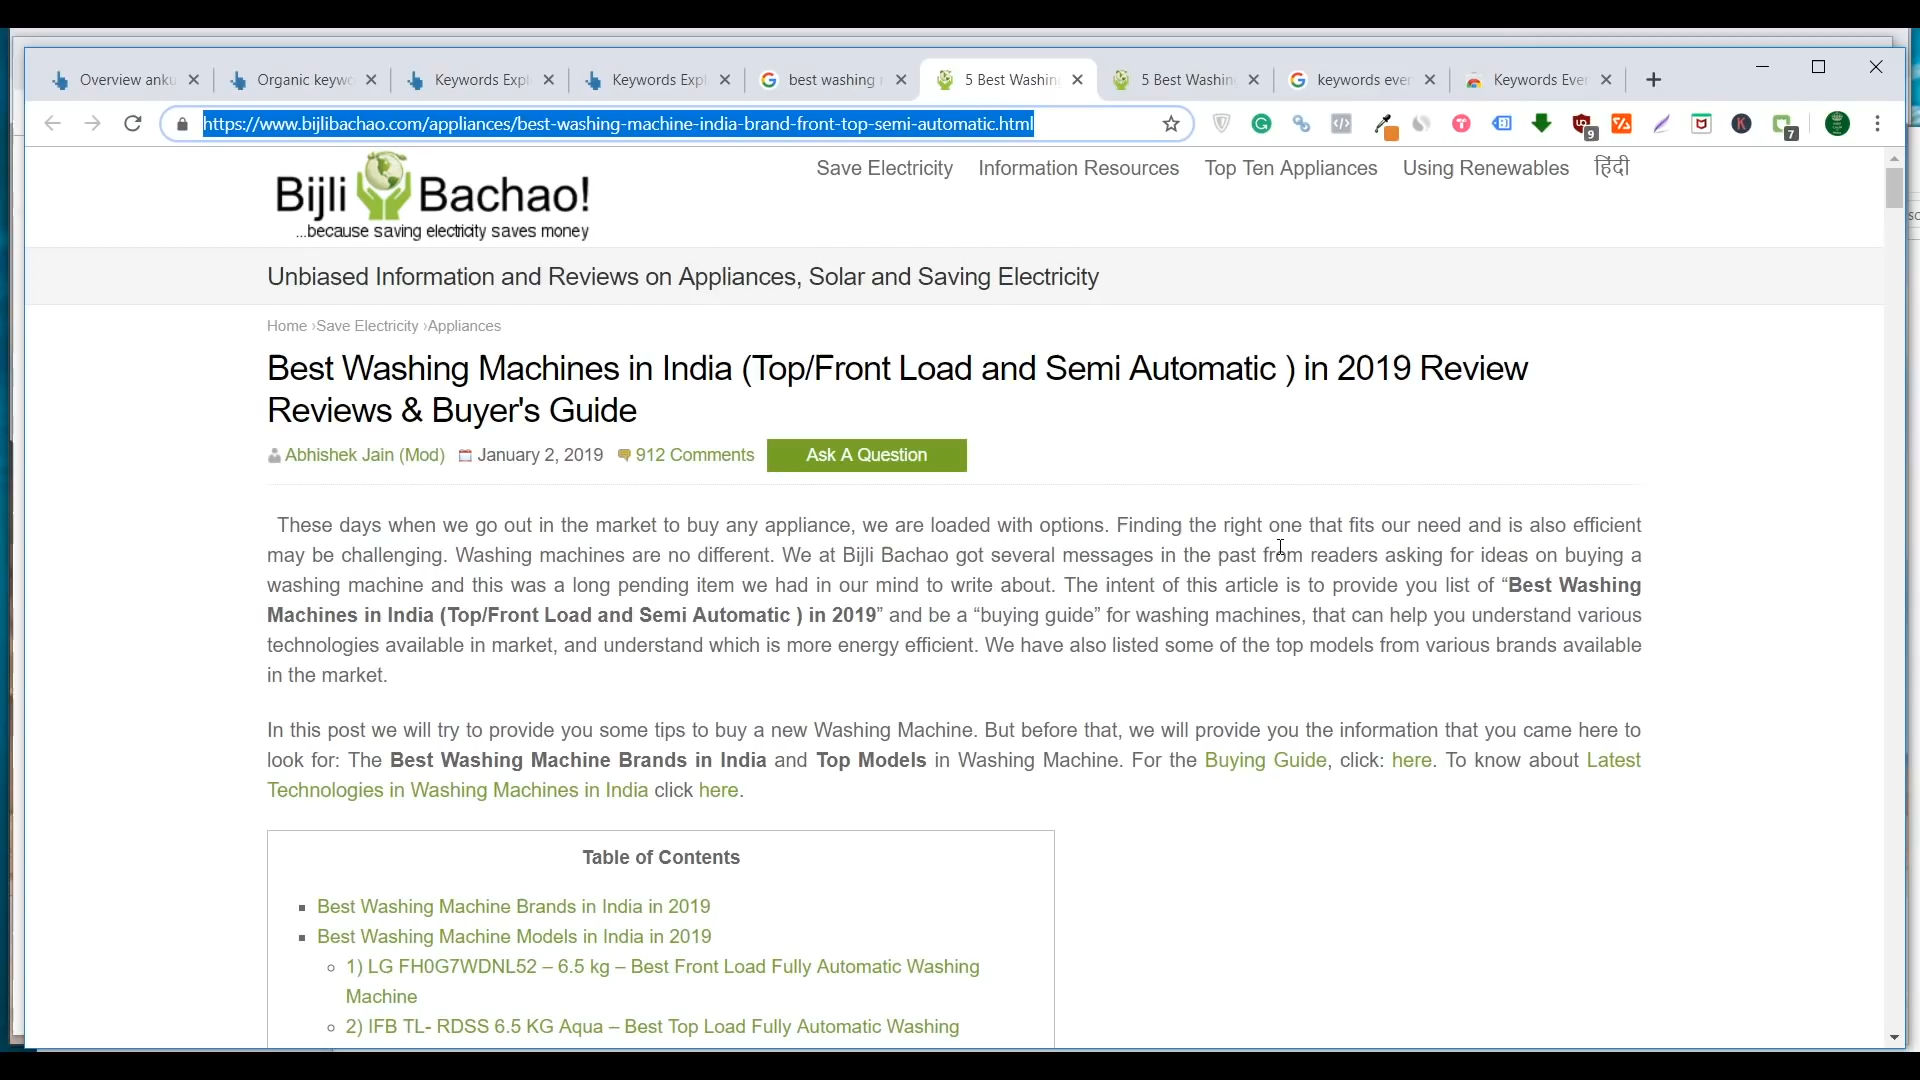 Overview anku
Organic keywo
Keywords Expl
Keywords Expl
best washing
5 Best Washin
5 Best Washing
keywords ever
Keywords Ever
https://www.bijlibachao.com/appliances/best-washing-machine-india-brand-front-top-semi-automatic.html
9
7
Bijli Bachao!
...because saving electricity saves money
Save Electricity Information Resources Top Ten Appliances Using Renewables हिंदी
Unbiased Information and Reviews on Appliances, Solar and Saving Electricity
Home ›Save Electricity ›Appliances
Best Washing Machines in India (Top/Front Load and Semi Automatic ) in 2019 Review
Reviews & Buyer's Guide
Abhishek Jain (Mod) January 2, 2019 912 Comments Ask A Question
These days when we go out in the market to buy any appliance, we are loaded with options. Finding the right one that fits our need and is also efficient
may be challenging. Washing machines are no different. We at Bijli Bachao got several messages in the past from readers asking for ideas on buying a
washing machine and this was a long pending item we had in our mind to write about. The intent of this article is to provide you list of “Best Washing
Machines in India (Top/Front Load and Semi Automatic ) in 2019” and be a “buying guide” for washing machines, that can help you understand various
technologies available in market, and understand which is more energy efficient. We have also listed some of the top models from various brands available
in the market.
In this post we will try to provide you some tips to buy a new Washing Machine. But before that, we will provide you the information that you came here to
look for: The Best Washing Machine Brands in India and Top Models in Washing Machine. For the Buying Guide, click: here. To know about Latest
Technologies in Washing Machines in India click here.
Table of Contents
Best Washing Machine Brands in India in 2019
Best Washing Machine Models in India in 2019
1) LG FH0G7WDNL52 – 6.5 kg – Best Front Load Fully Automatic Washing
Machine
2) IFB TL- RDSS 6.5 KG Aqua – Best Top Load Fully Automatic Washing